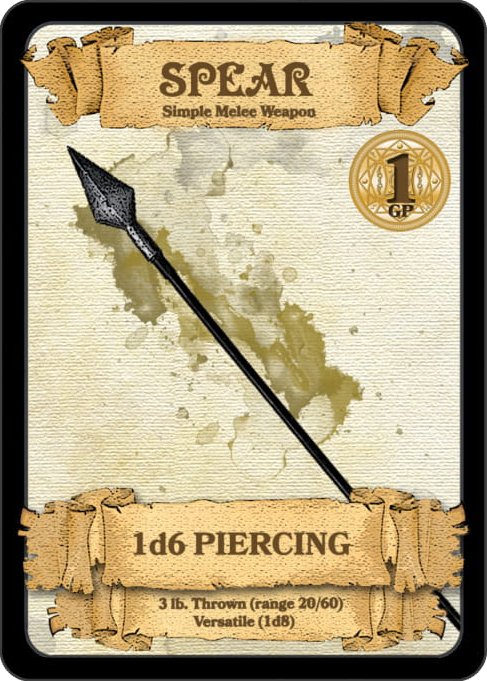 SPEAR
Simple Melee Weapon
1
GP
1d6 PIERCING
3 lb. Thrown (range 20/60)
Versatile (1d8)